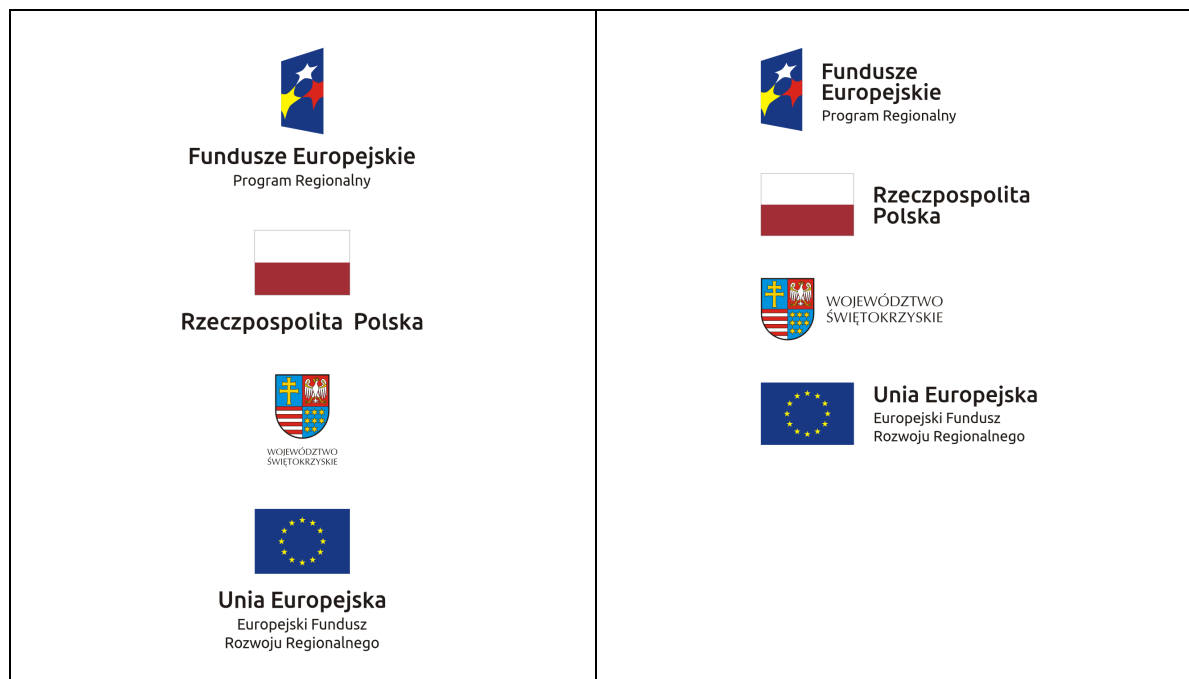 Fundusze Europejskie
Program Regionalny
Rzeczpospolita Polska
WOJEWÓDZTWO
ŚWIĘTOKRZYSKIE
Unia Europejska
Europejski Fundusz
Rozwoju Regionalnego
Fundusze
Europejskie
Program Regionalny
Rzeczpospolita
Polska
WOJEWÓDZTWO
ŚWIĘTOKRZYSKIE
Unia Europejska
Europejski Fundusz
Rozwoju Regionalnego